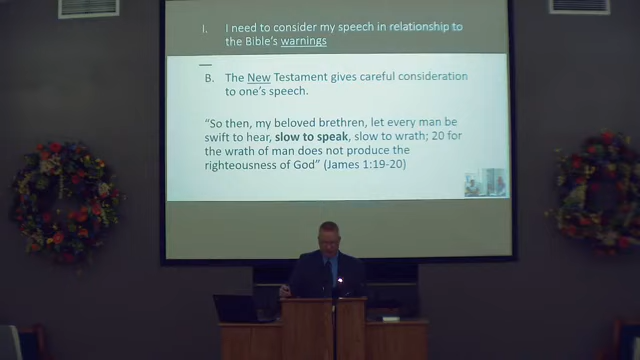 I. I need to consider my speech in relationship to
the Bible's warnings
B. The New Testament gives careful consideration
to one's speech.
"So then, my beloved brethren, let every man be
swift to hear, slow to speak, slow to wrath; 20 for
the wrath of man does not produce the
righteousness of God" (James 1:19-20)